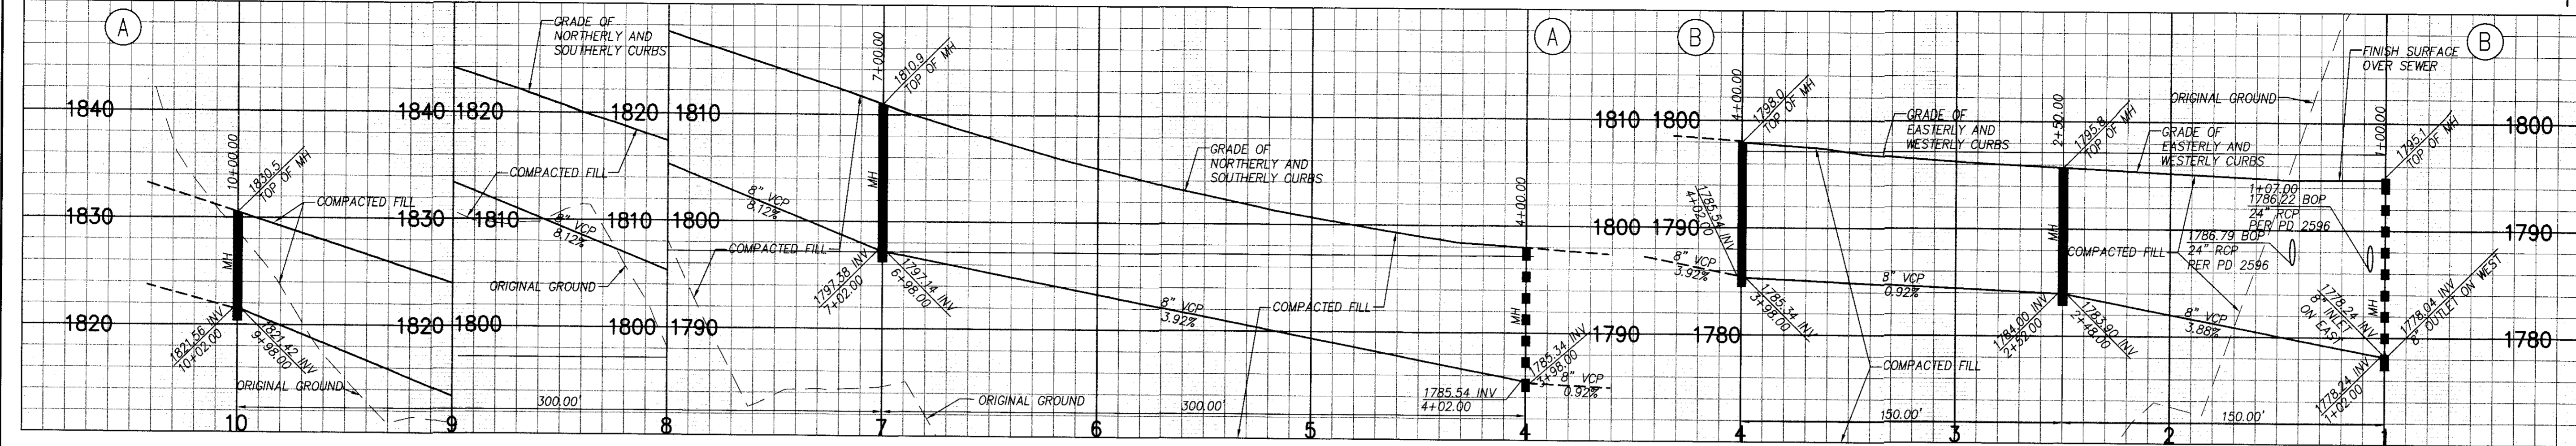 A
GRADE OF
NORTHERLY AND
SOUTHERLY CURBS
1840
1840
1820
1820
1810
10+00.00
1830.5
TOP OF MH
COMPACTED FILL
COMPACTED FILL
1830
1830
1810
1810
1800
8" VCP
8.12%
MH
ORIGINAL GROUND
1820
1820
1800
1800
1790
1821.56 INV
10+02.00
1821.42 INV
9+98.00
ORIGINAL GROUND
300.00'
10
9
8
7+00.00
1810.9
TOP OF MH
8" VCP
8.12%
MH
COMPACTED FILL
1797.38 INV
7+02.00
1797.14 INV
6+98.00
GRADE OF
NORTHERLY AND
SOUTHERLY CURBS
8" VCP
3.92%
COMPACTED FILL
ORIGINAL GROUND
300.00'
7
6
5
4
A
4+00.00
MH
1785.34 INV
3+98.00
8" VCP
0.92%
1785.54 INV
4+02.00
B
1810
1800
1800
1790
1790
1780
4+00.00
1798.0
TOP OF MH
1785.54 INV
4+02.00
8" VCP
3.92%
1785.34 INV
3+98.00
GRADE OF
EASTERLY AND
WESTERLY CURBS
8" VCP
0.92%
COMPACTED FILL
2+50.00
1795.8
TOP OF MH
MH
1784.00 INV
2+52.00
1783.90 INV
2+48.00
GRADE OF
EASTERLY AND
WESTERLY CURBS
COMPACTED FILL
ORIGINAL GROUND
FINISH SURFACE
OVER SEWER
B
1+07.00
1786.22 BOP
24" RCP
PER PD 2596
1786.79 BOP
24" RCP
PER PD 2596
8" VCP
3.88%
1+00.00
1795.1
TOP OF MH
MH
1800
1790
1780
1778.24 INV
8" INLET
ON EAST
1778.04 INV
8" OUTLET ON WEST
1778.24 INV
1+02.00
150.00'
150.00'
4
3
2
1